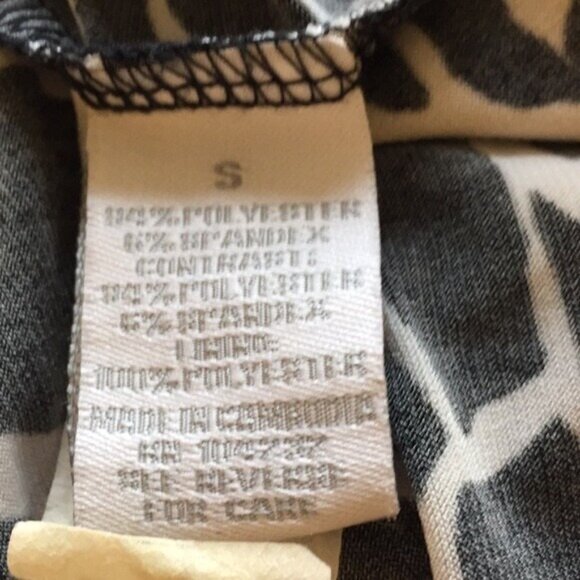 S
94% POLYESTER
6% SPANDEX
CONTRAST:
94% POLYESTER
6% SPANDEX
LINING:
100% POLYESTER
MADE IN CAMBODIA
RN
SEE REVERSE
FOR CARE